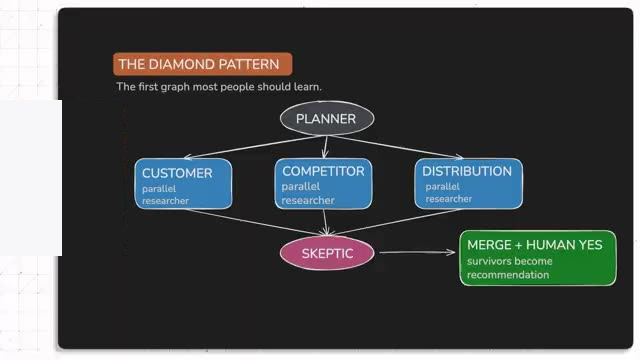 THE DIAMOND PATTERN
The first graph most people should learn.
PLANNER
CUSTOMER
parallel
researcher
COMPETITOR
parallel
researcher
DISTRIBUTION
parallel
researcher
SKEPTIC
MERGE + HUMAN YES
survivors become
recommendation